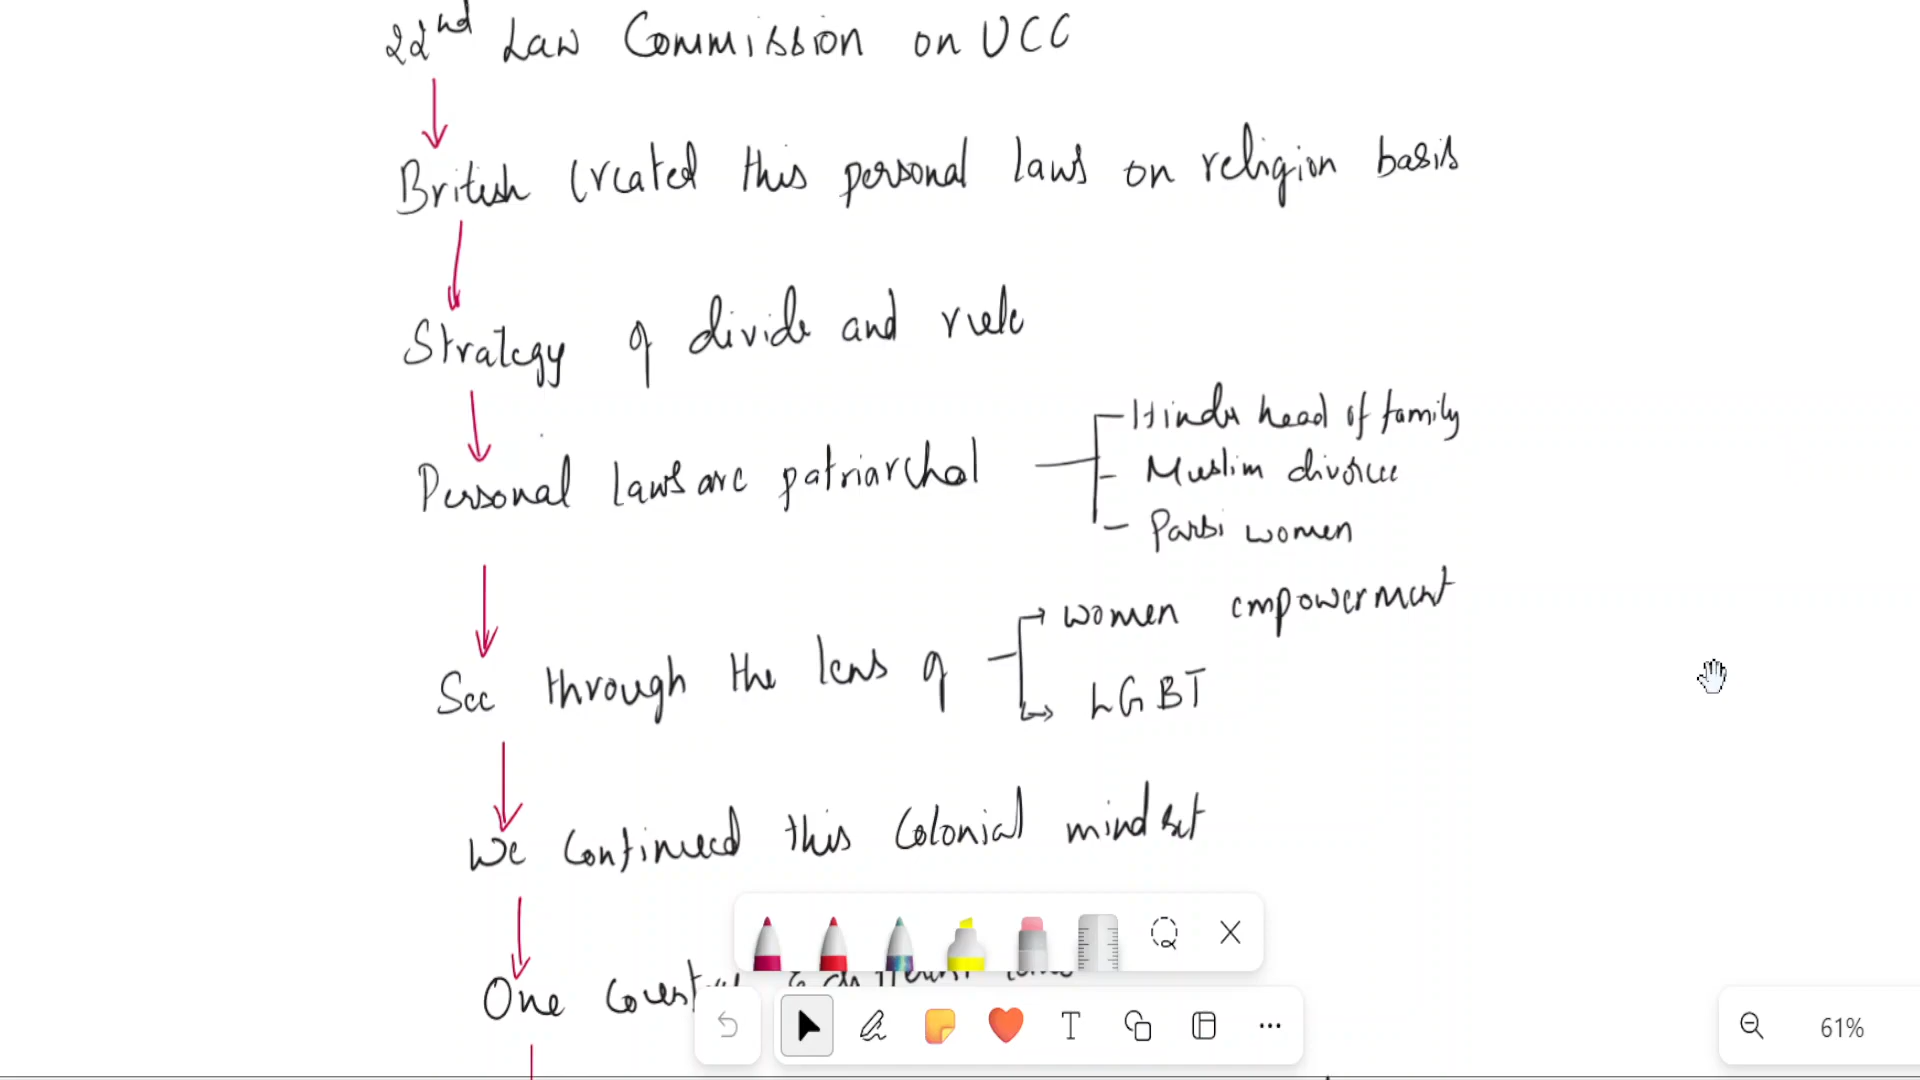 22nd Law Commission on UCC
British created this personal laws on religion basis
Strategy of divide and rule
Personal laws are patriarchal
Hindu head of family
Muslim divorce
Parsi women
See through the lens of
women empowerment
LGBT
We continued this colonial mindset
One
61%